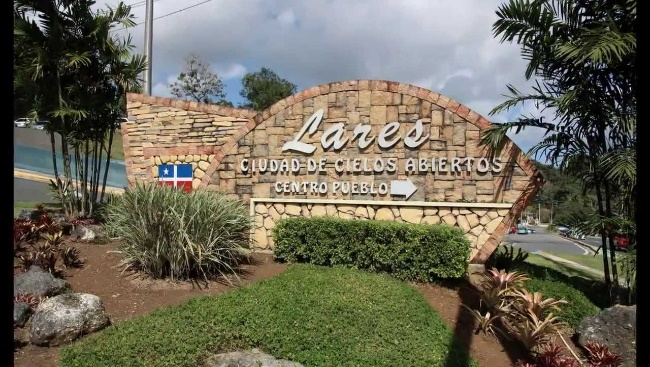 Lares
CIUDAD DE CIELOS ABIERTOS
CENTRO PUEBLO